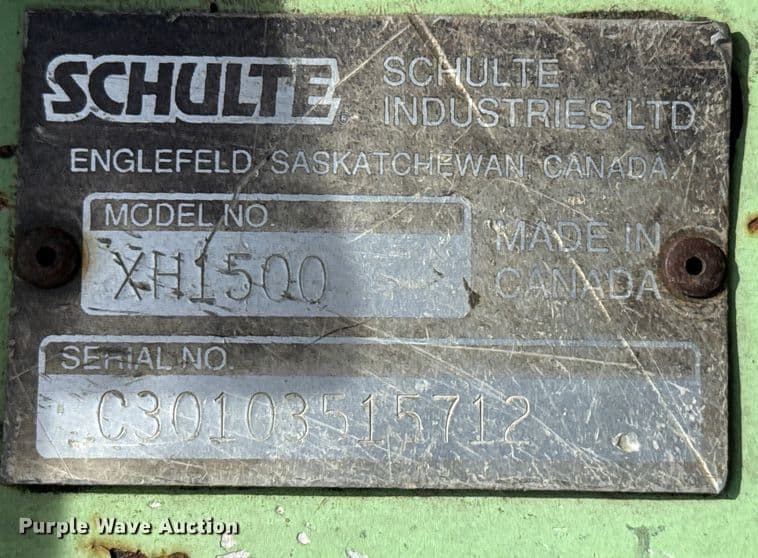 SCHULTE
SCHULTE
INDUSTRIES LTD
ENGLEFELD, SASKATCHEWAN, CANADA
MODEL NO.
XH1500
MADE IN
CANADA
SERIAL NO.
C30103515712
Purple Wave Auction